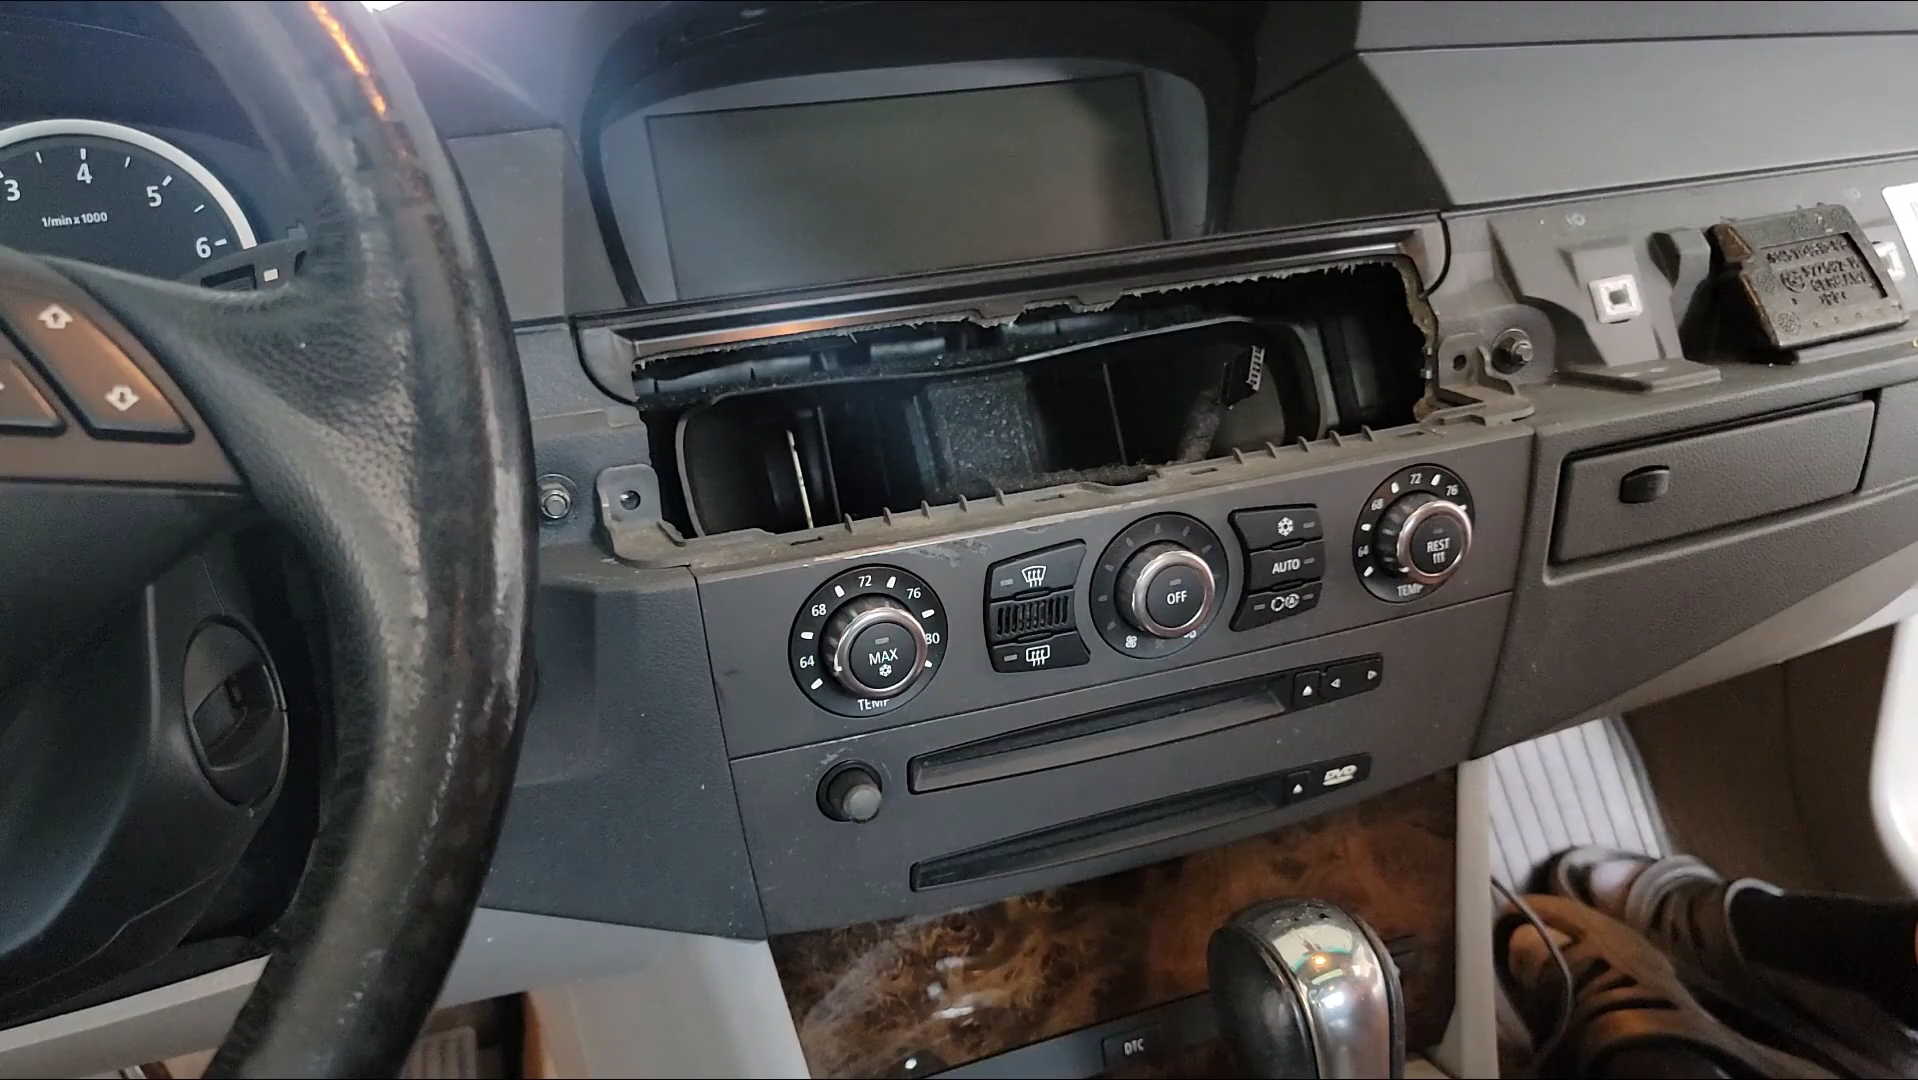 3
4
5
6
1/min x 1000
64
68
72
76
80
MAX
TEMP
OFF
AUTO
64
68
72
76
REST
TEMP
DVD
DTC